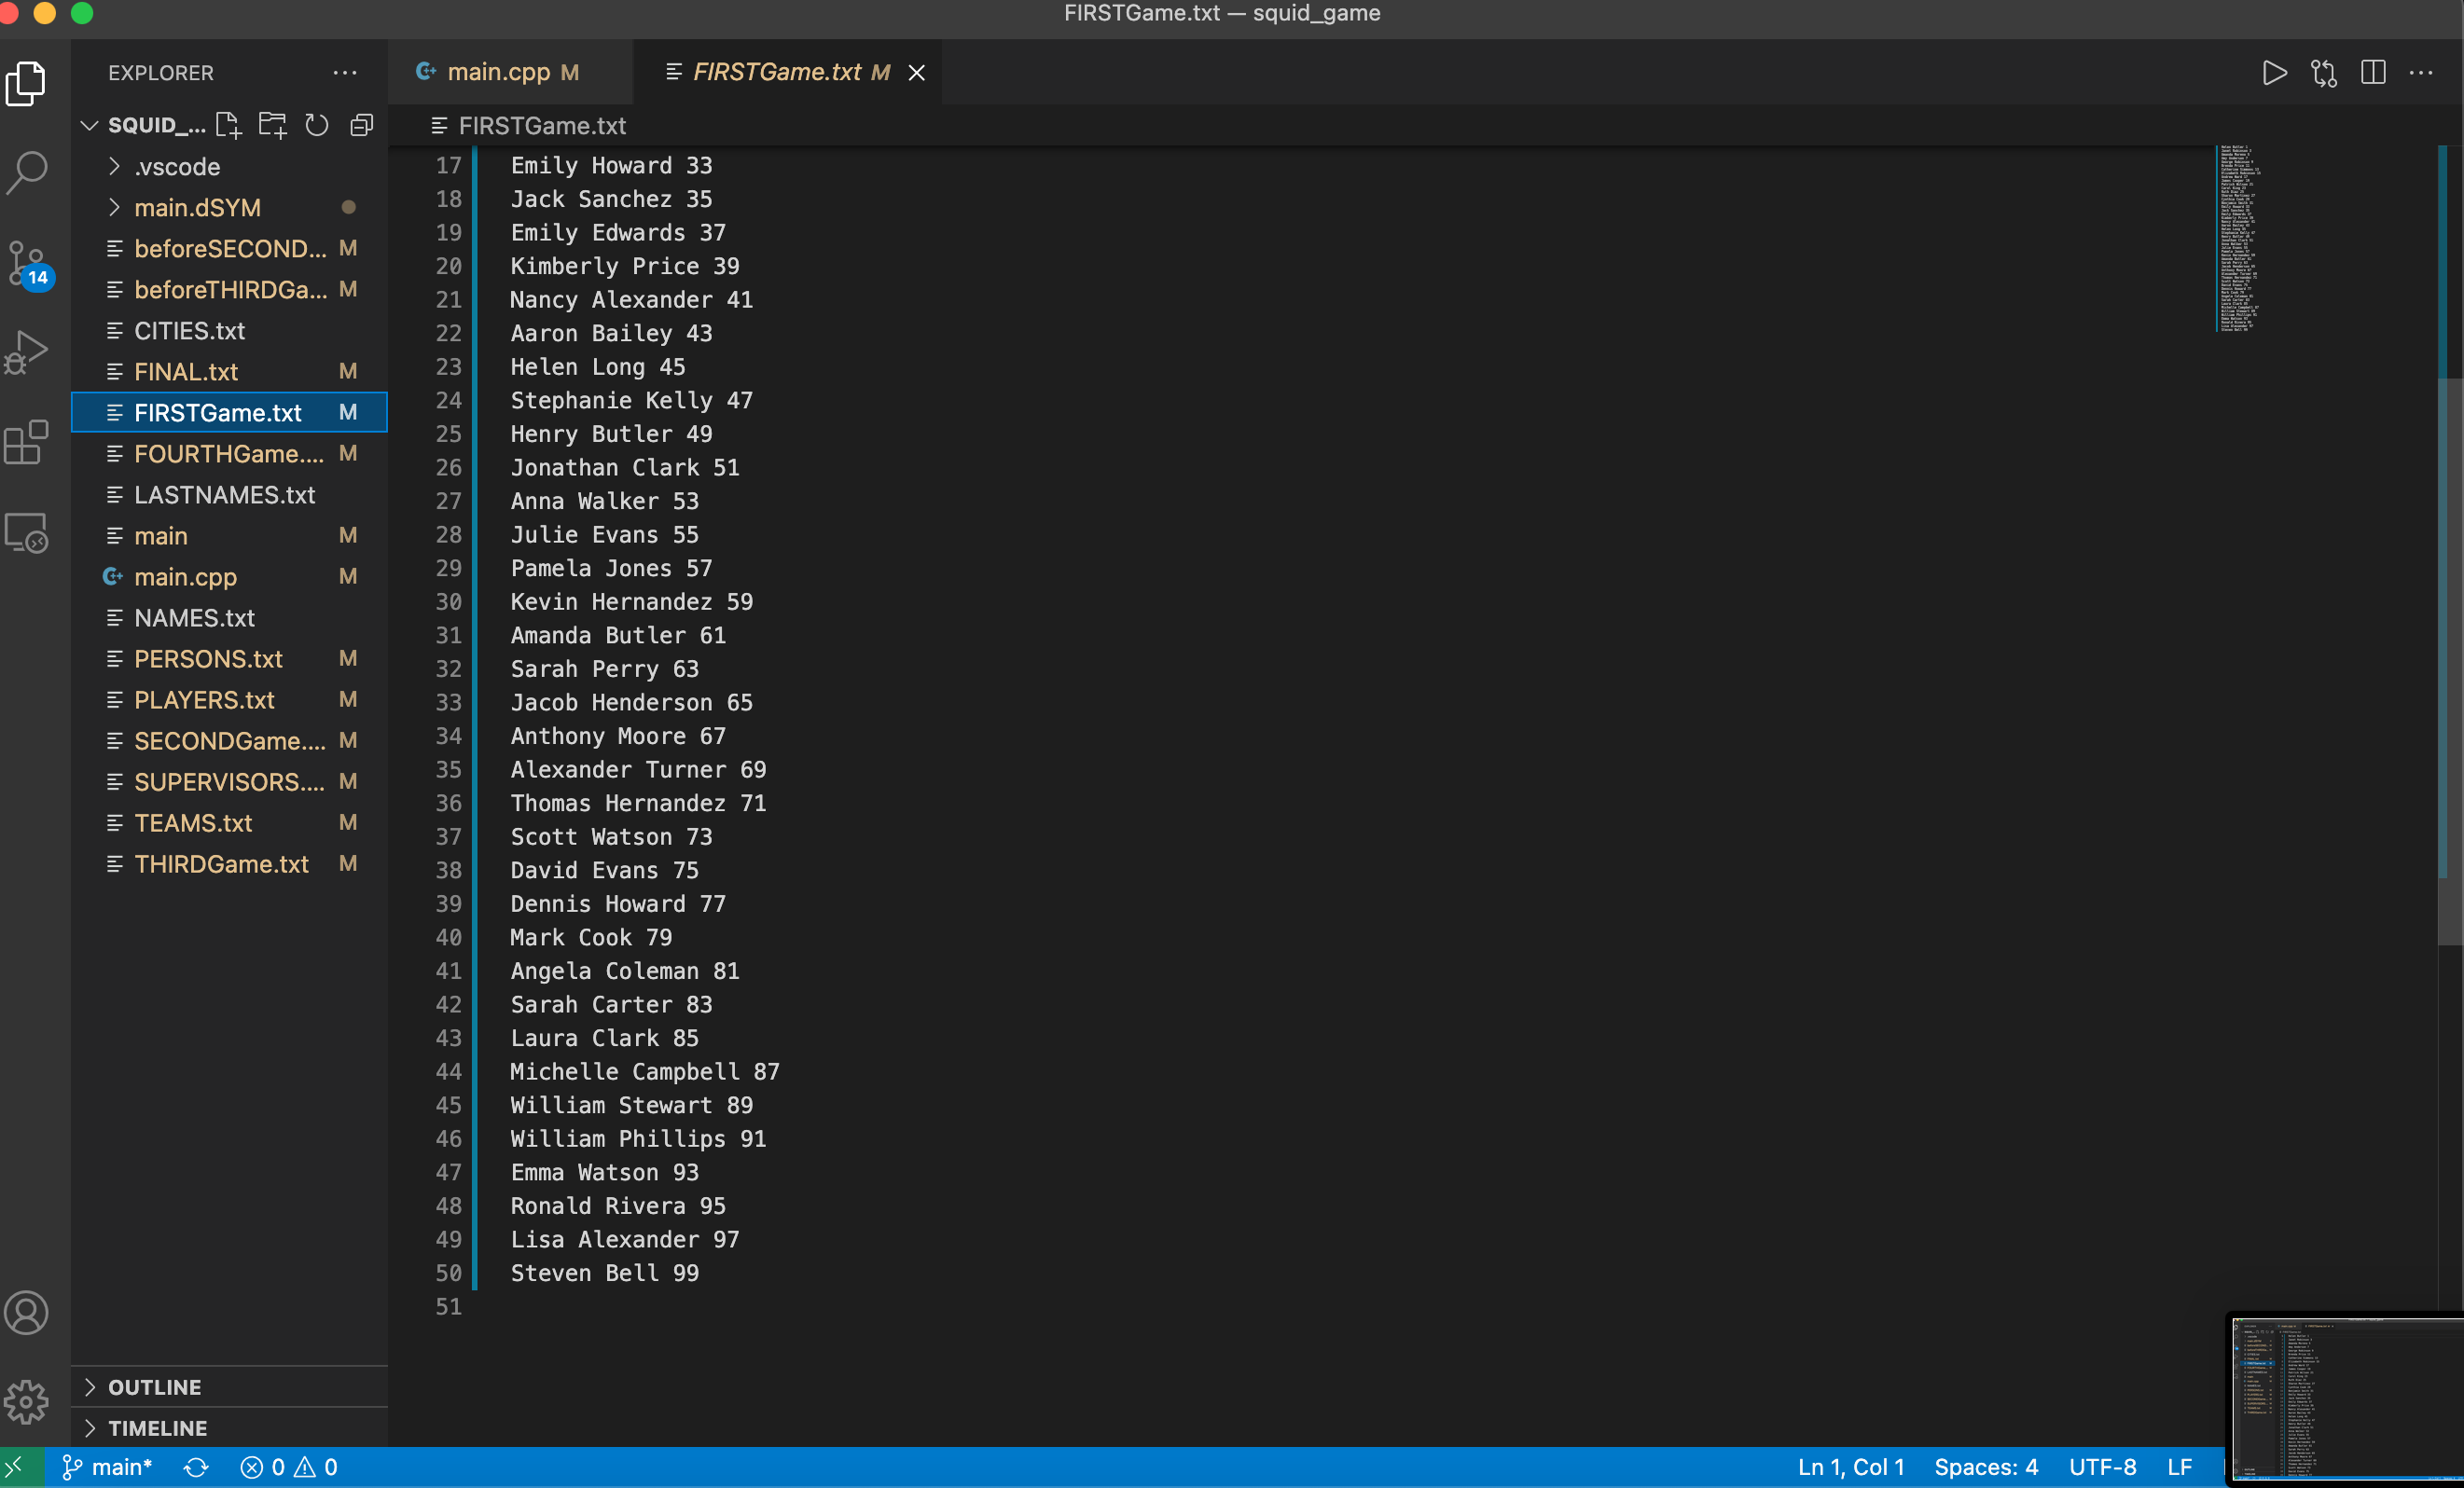 FIRSTGame.txt — squid_game
EXPLORER
main.cpp M
FIRSTGame.txt M
SQUID_...
FIRSTGame.txt
.vscode
main.dSYM
beforeSECOND... M
beforeTHIRDGa... M
CITIES.txt
FINAL.txt M
FIRSTGame.txt M
FOURTHGame.... M
LASTNAMES.txt
main M
main.cpp M
NAMES.txt
PERSONS.txt M
PLAYERS.txt M
SECONDGame.... M
SUPERVISORS.... M
TEAMS.txt M
THIRDGame.txt M
14
17 Emily Howard 33
18 Jack Sanchez 35
19 Emily Edwards 37
20 Kimberly Price 39
21 Nancy Alexander 41
22 Aaron Bailey 43
23 Helen Long 45
24 Stephanie Kelly 47
25 Henry Butler 49
26 Jonathan Clark 51
27 Anna Walker 53
28 Julie Evans 55
29 Pamela Jones 57
30 Kevin Hernandez 59
31 Amanda Butler 61
32 Sarah Perry 63
33 Jacob Henderson 65
34 Anthony Moore 67
35 Alexander Turner 69
36 Thomas Hernandez 71
37 Scott Watson 73
38 David Evans 75
39 Dennis Howard 77
40 Mark Cook 79
41 Angela Coleman 81
42 Sarah Carter 83
43 Laura Clark 85
44 Michelle Campbell 87
45 William Stewart 89
46 William Phillips 91
47 Emma Watson 93
48 Ronald Rivera 95
49 Lisa Alexander 97
50 Steven Bell 99
51
OUTLINE
TIMELINE
main* 0 0 Ln 1, Col 1 Spaces: 4 UTF-8 LF